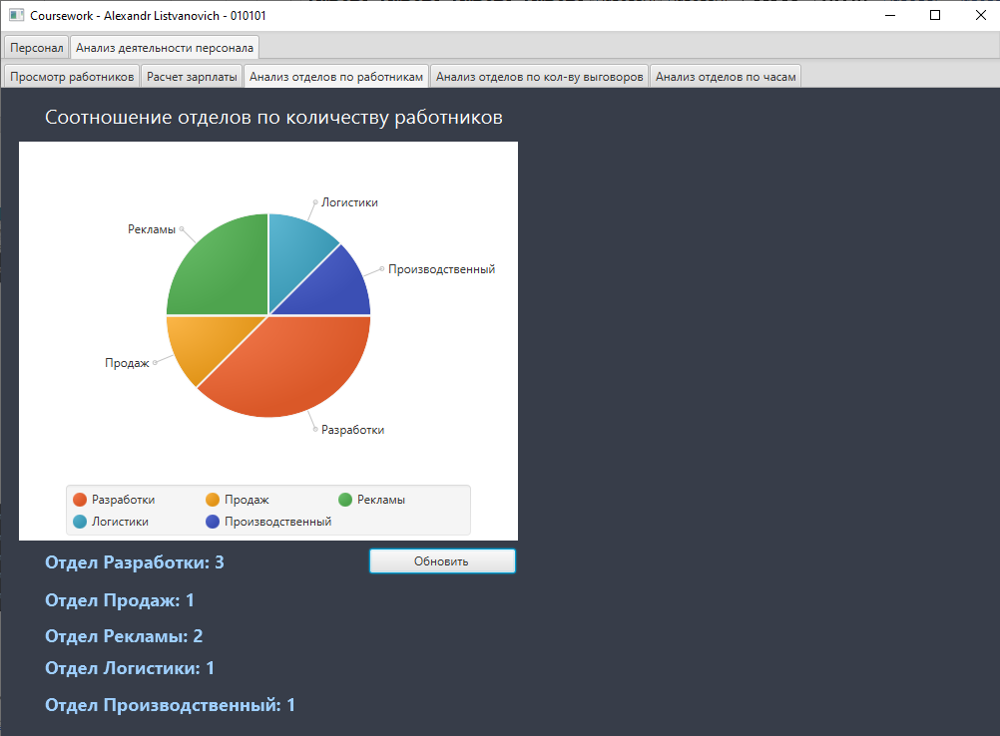 Coursework - Alexandr Listvanovich - 010101
Персонал Анализ деятельности персонала
Просмотр работников Расчет зарплаты Анализ отделов по работникам Анализ отделов по кол-ву выговоров Анализ отделов по часам
Соотношение отделов по количеству работников
Логистики
Рекламы
Производственный
Продаж
Разработки
Разработки Продаж Рекламы
Логистики Производственный
Отдел Разработки: 3 Обновить
Отдел Продаж: 1
Отдел Рекламы: 2
Отдел Логистики: 1
Отдел Производственный: 1